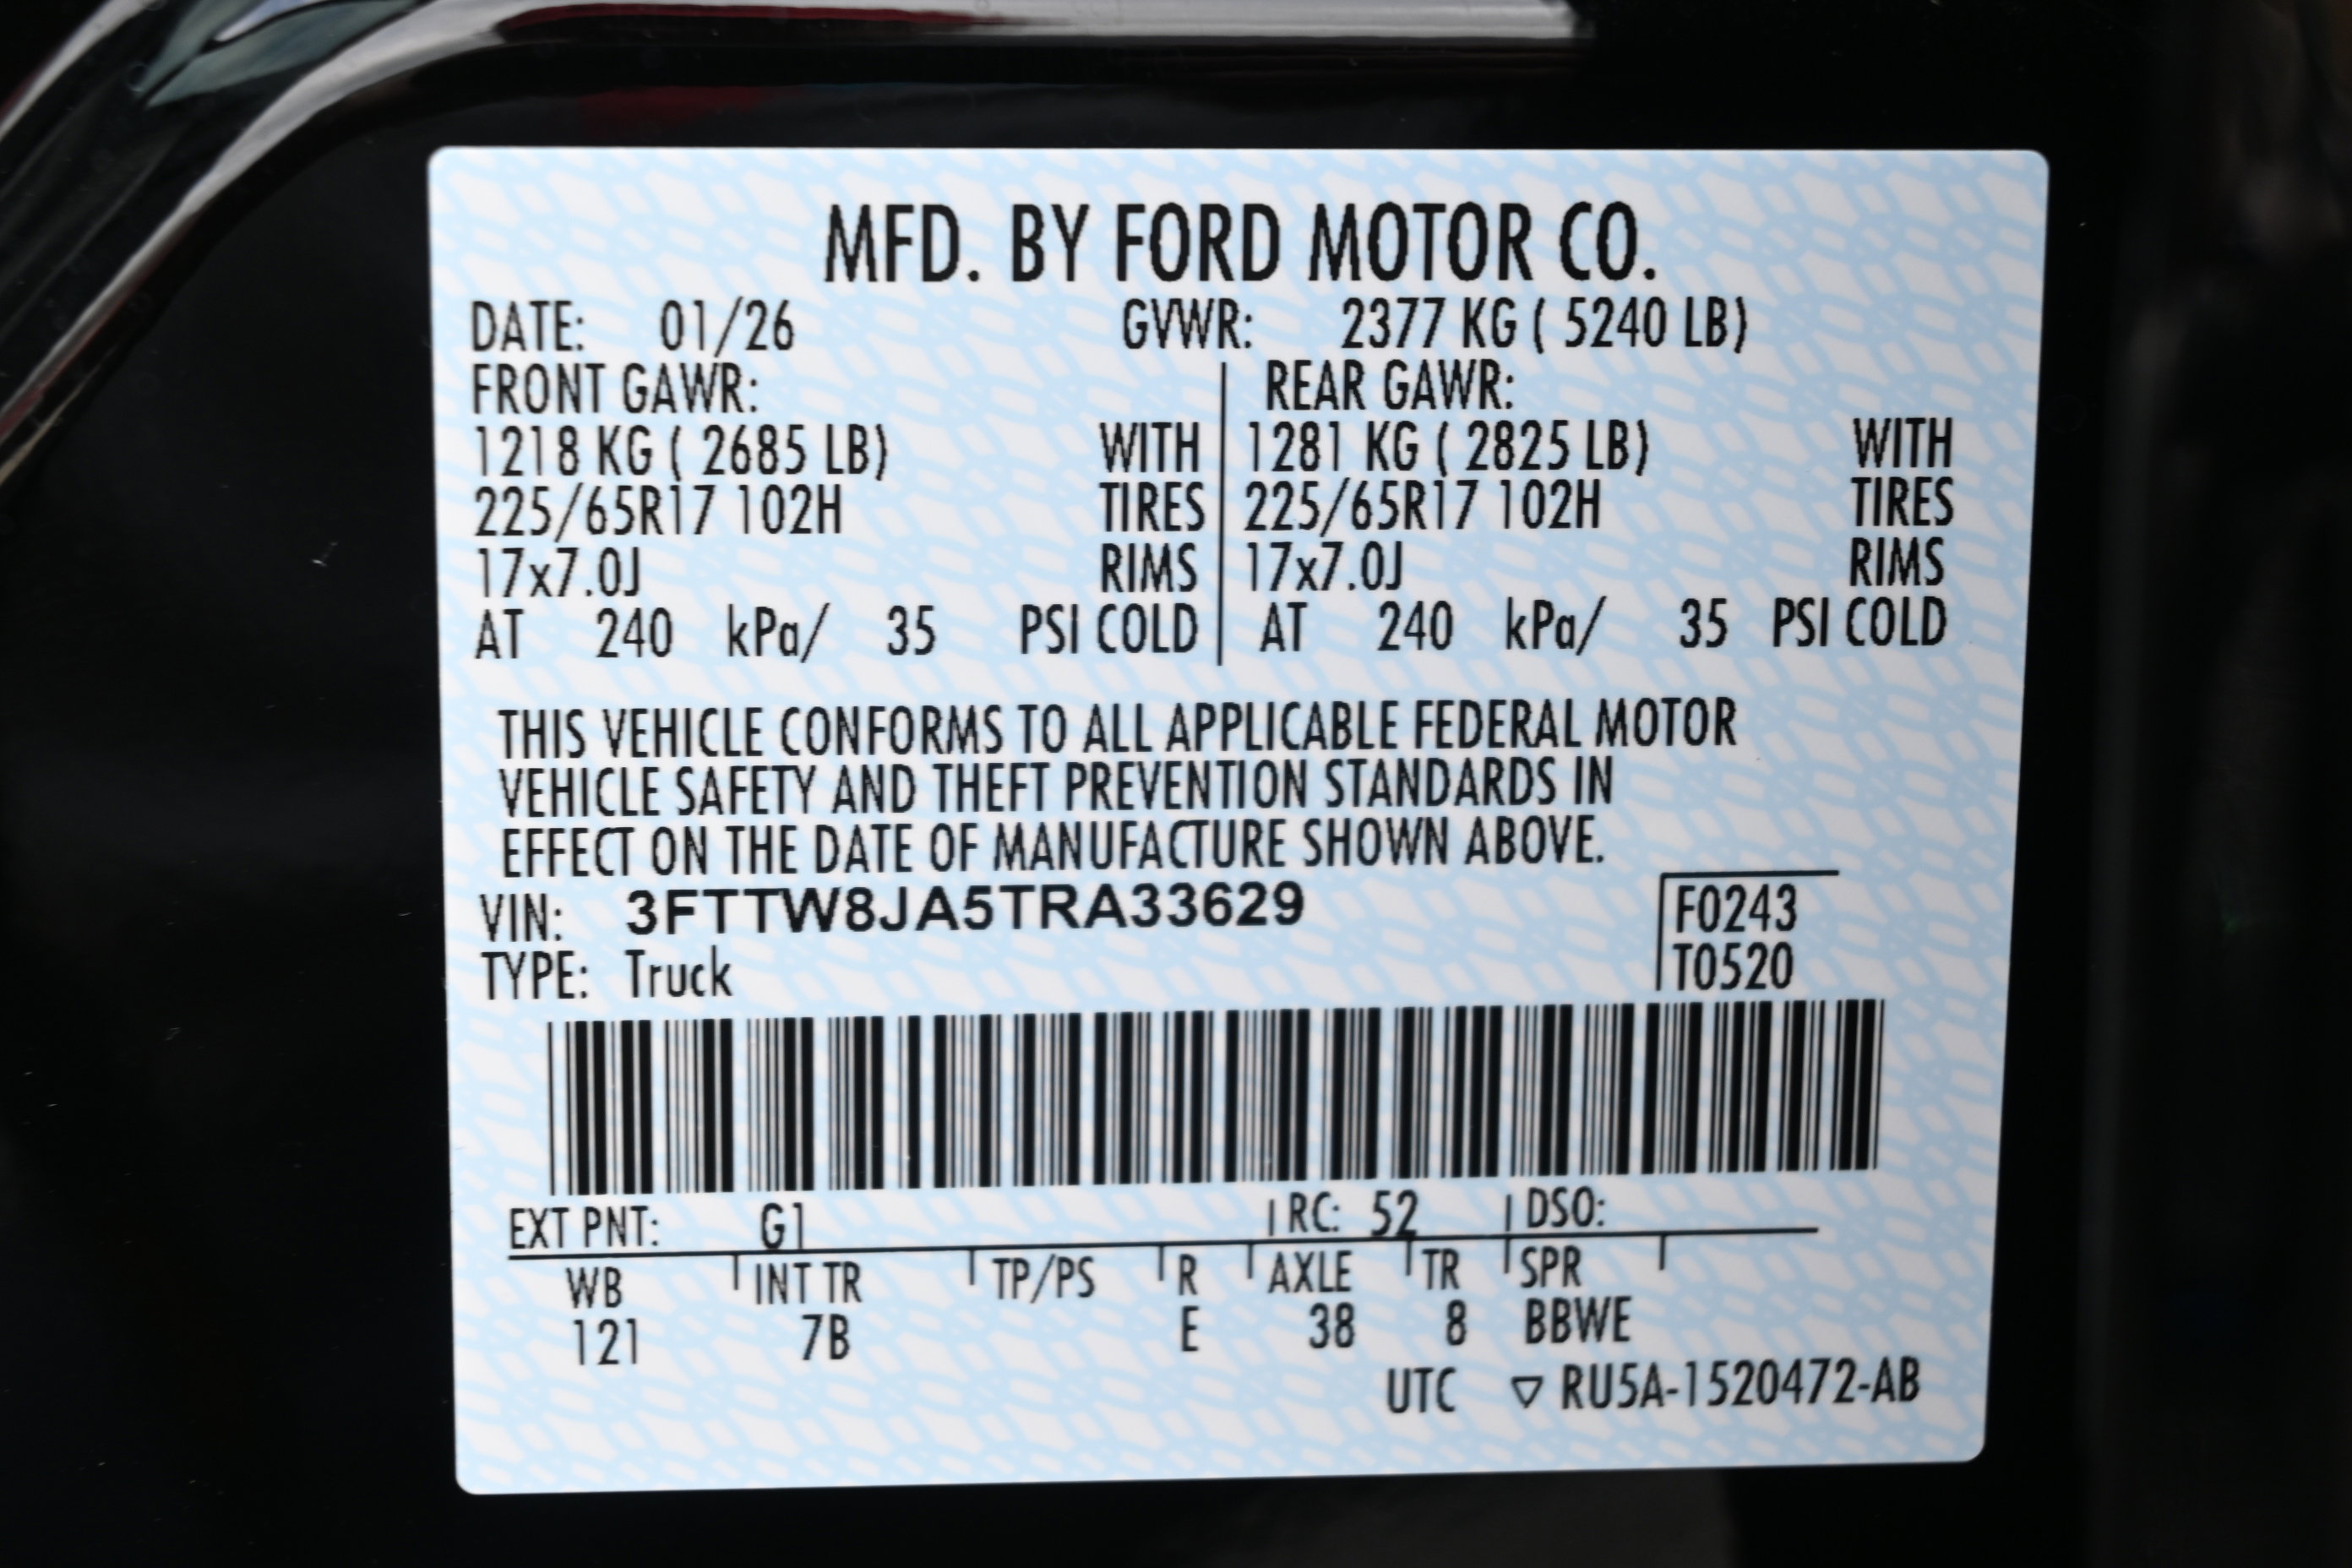 MFD. BY FORD MOTOR CO.
DATE: 01/26 GVWR: 2377 KG ( 5240 LB)
FRONT GAWR: REAR GAWR:
1218 KG ( 2685 LB) WITH 1281 KG ( 2825 LB) WITH
225/65R17 102H TIRES 225/65R17 102H TIRES
17x7.0J RIMS 17x7.0J RIMS
AT 240 kPa/ 35 PSI COLD AT 240 kPa/ 35 PSI COLD
THIS VEHICLE CONFORMS TO ALL APPLICABLE FEDERAL MOTOR
VEHICLE SAFETY AND THEFT PREVENTION STANDARDS IN
EFFECT ON THE DATE OF MANUFACTURE SHOWN ABOVE.
VIN: 3FTTW8JA5TRA33629 F0243
TYPE: Truck T0520
EXT PNT: G1 RC: 52 DSO:
WB INT TR TP/PS R AXLE TR SPR
121 7B E 38 8 BBWE
UTC ▽ RU5A-1520472-AB